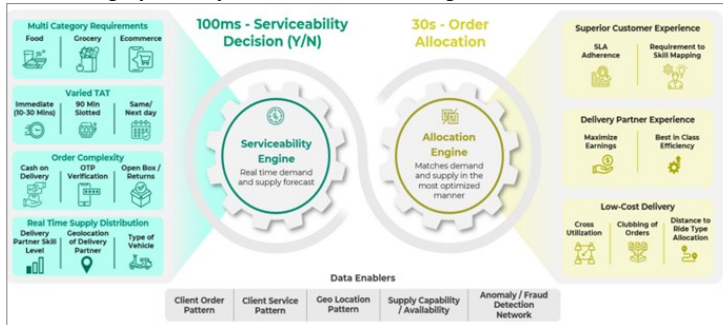 100ms - Serviceability
Decision (Y/N)
30s - Order
Allocation
Multi Category Requirements
Food
Grocery
Ecommerce
Varied TAT
Immediate
(10-30 Mins)
90 Min
Slotted
Same/
Next day
Order Complexity
Cash on
Delivery
OTP
Verification
Open Box /
Returns
Real Time Supply Distribution
Delivery
Partner Skill
Level
Geolocation
of Delivery
Partner
Type of
Vehicle
Serviceability
Engine
Real time demand
and supply forecast
Allocation
Engine
Matches demand
and supply in the
most optimized
manner
Superior Customer Experience
SLA
Adherence
Requirement to
Skill Mapping
Delivery Partner Experience
Maximize
Earnings
Best in Class
Efficiency
Low-Cost Delivery
Cross
Utilization
Clubbing of
Orders
Distance to
Ride Type
Allocation
Data Enablers
Client Order
Pattern
Client Service
Pattern
Geo Location
Pattern
Supply Capability
/ Availability
Anomaly / Fraud
Detection
Network